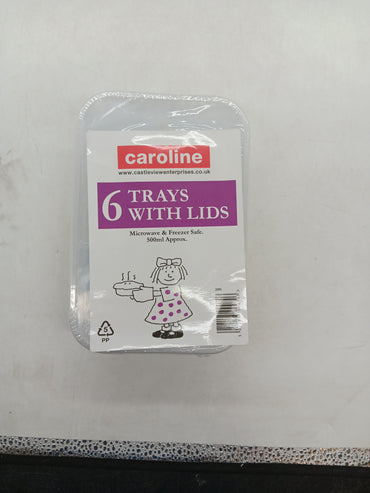 caroline
www.castleviewenterprises.co.uk
6 TRAYS
WITH LIDS
Microwave & Freezer Safe.
500ml Approx.
5
PP